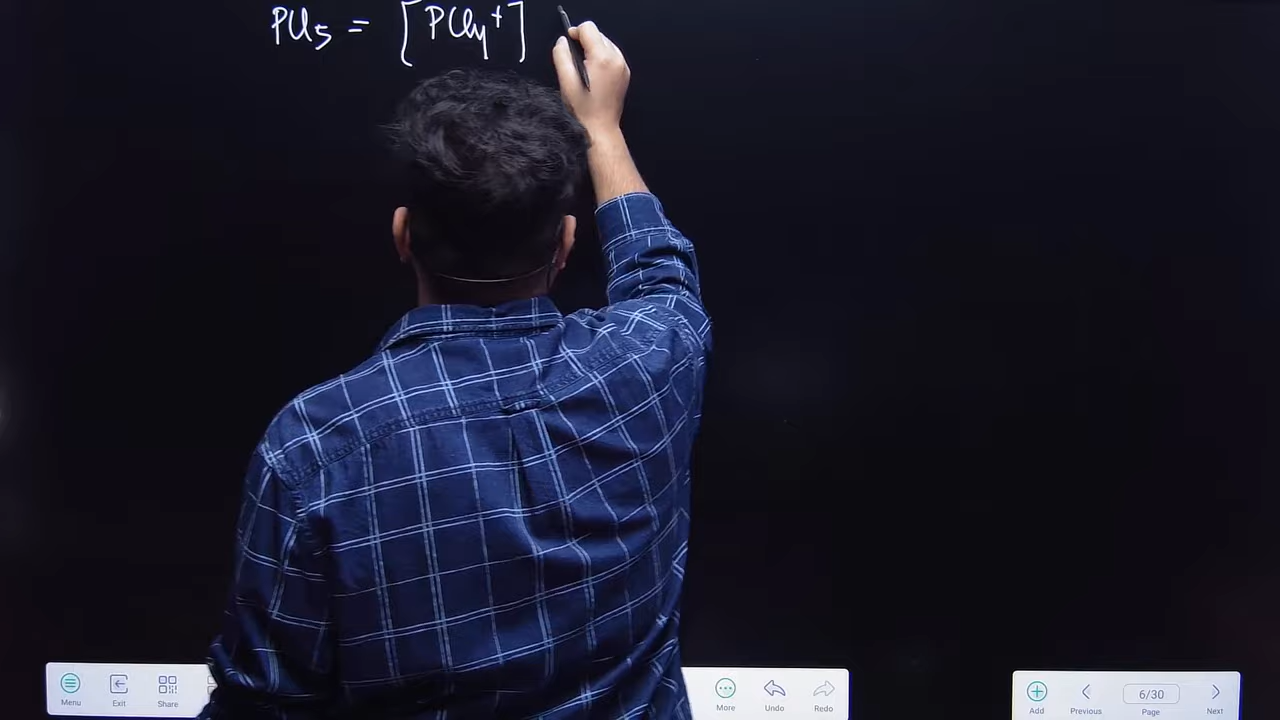 PCl₅ = [PCl₄⁺]
Menu Exit Share More Undo Redo Add Previous 6/30 Page Next